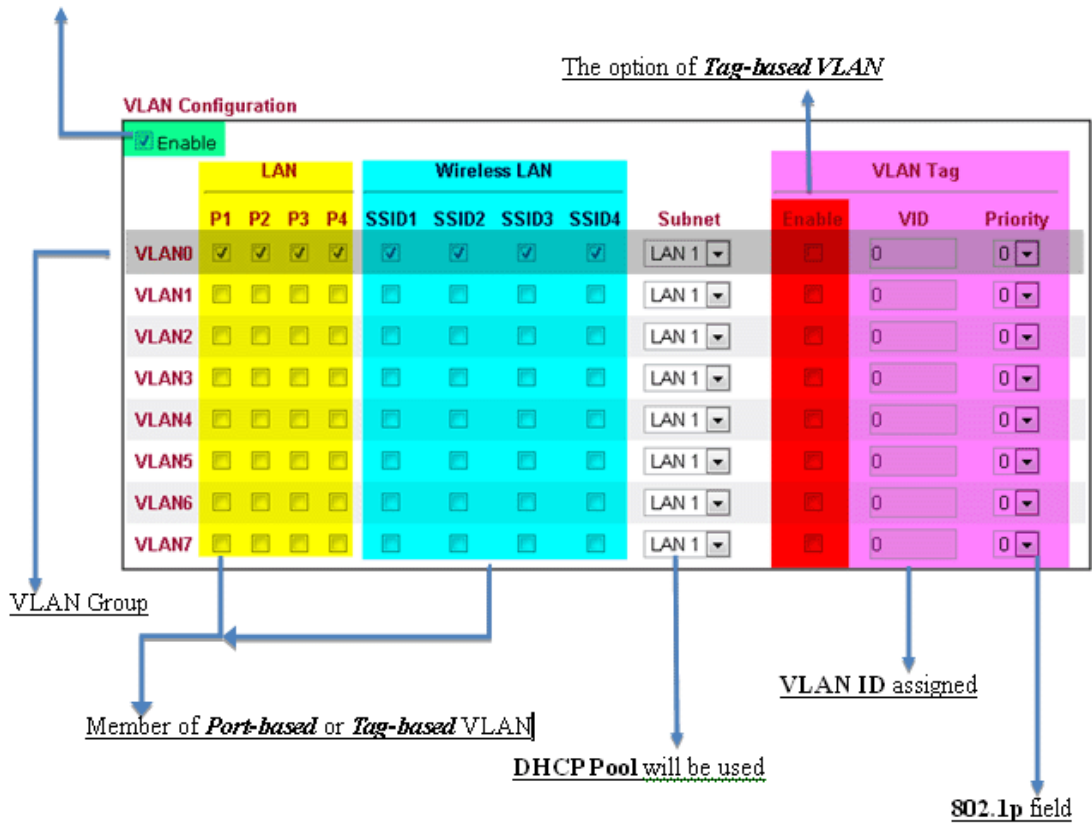 The option of Tag-based VLAN
VLAN Configuration
Enable
LAN Wireless LAN VLAN Tag
P1 P2 P3 P4 SSID1 SSID2 SSID3 SSID4 Subnet Enable VID Priority
VLAN0 LAN 1 0 0
VLAN1 LAN 1 0 0
VLAN2 LAN 1 0 0
VLAN3 LAN 1 0 0
VLAN4 LAN 1 0 0
VLAN5 LAN 1 0 0
VLAN6 LAN 1 0 0
VLAN7 LAN 1 0 0
VLAN Group
VLAN ID assigned
Member of Port-based or Tag-based VLAN
DHCP Pool will be used
802.1p field